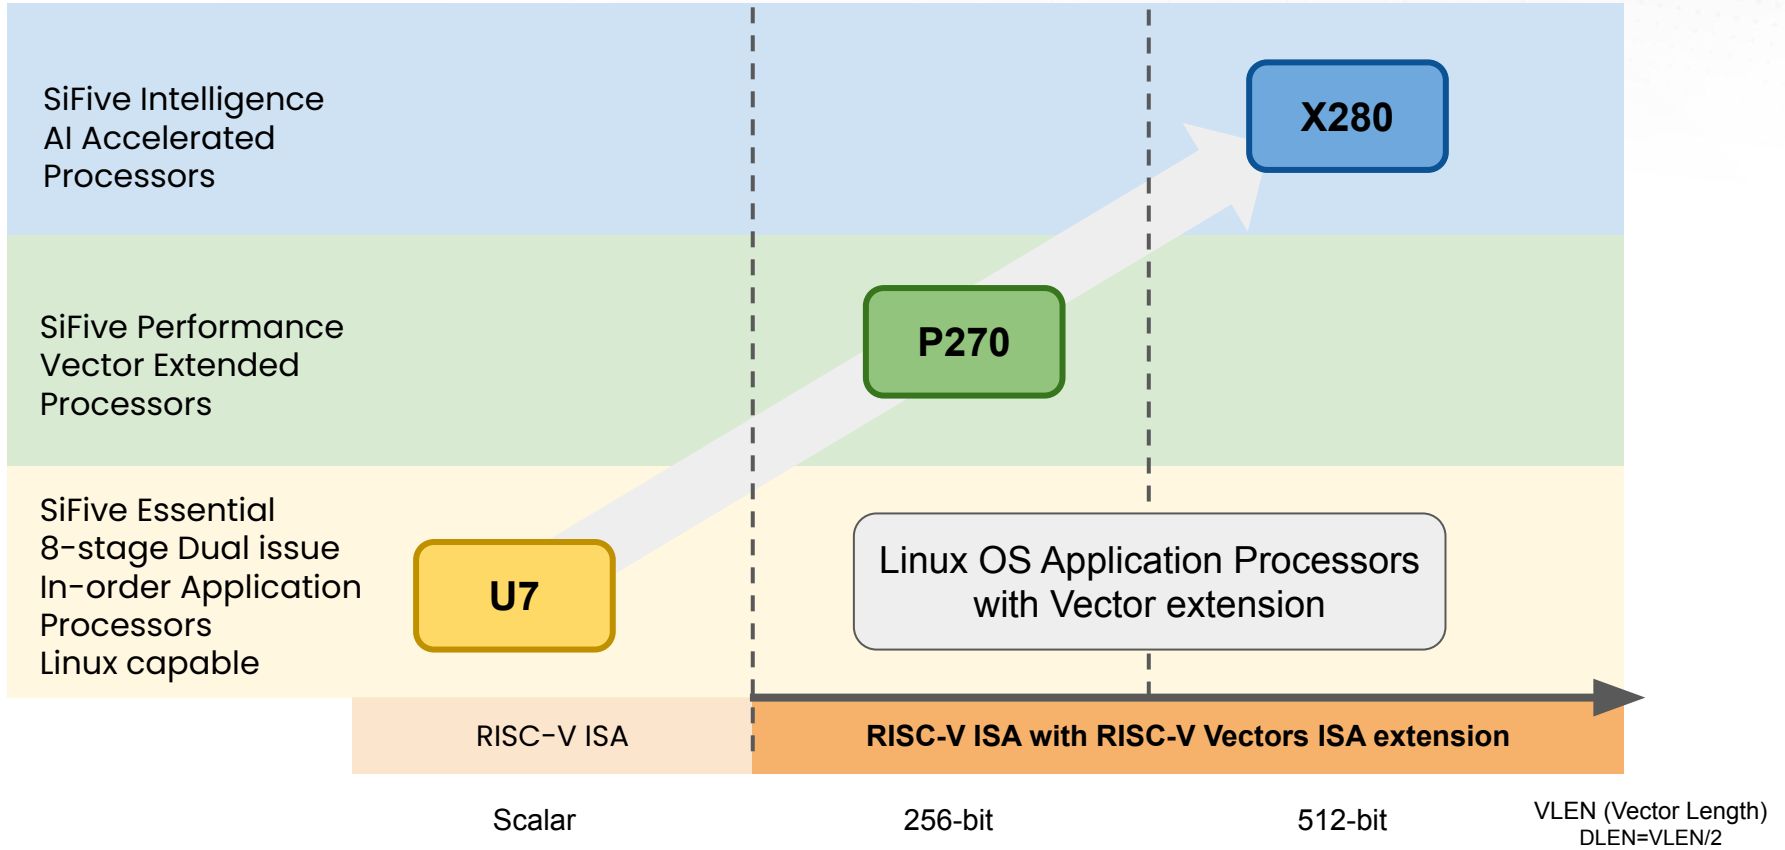 SiFive Intelligence
AI Accelerated
Processors
X280
SiFive Performance
Vector Extended
Processors
P270
SiFive Essential
8-stage Dual issue
In-order Application
Processors
Linux capable
U7
Linux OS Application Processors
with Vector extension
RISC-V ISA
RISC-V ISA with RISC-V Vectors ISA extension
Scalar
256-bit
512-bit
VLEN (Vector Length)
DLEN=VLEN/2